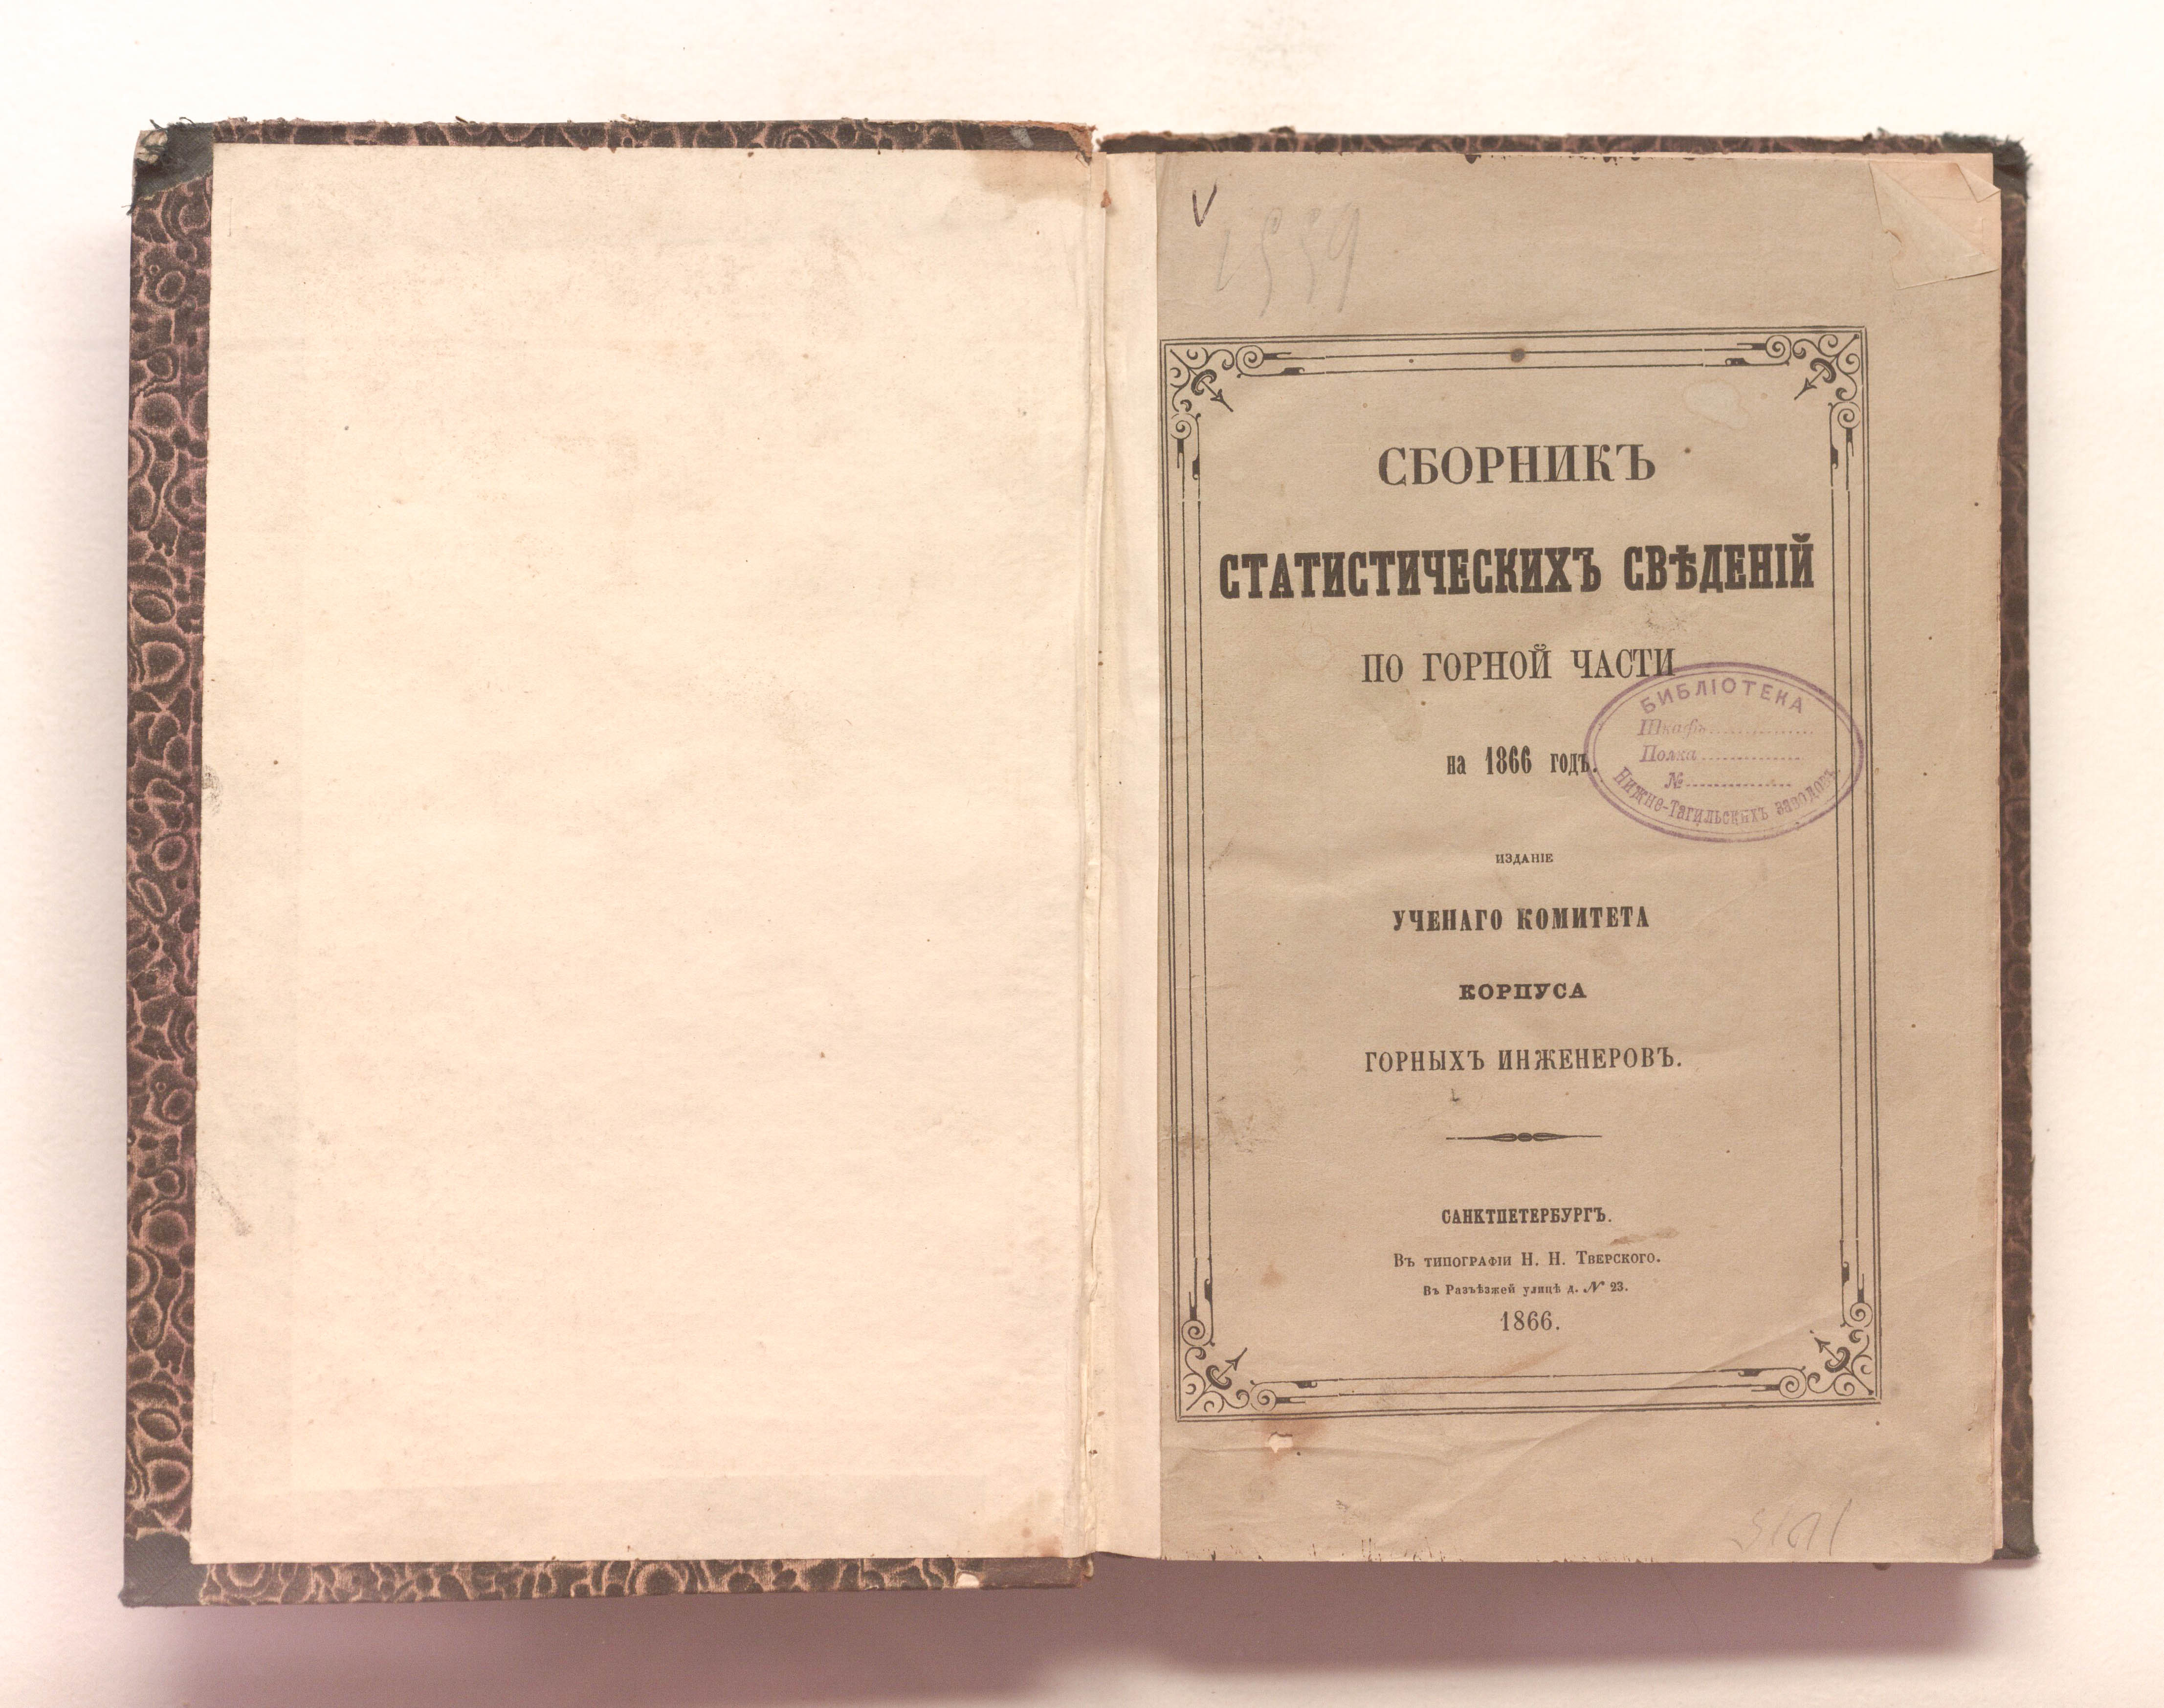 V
СБОРНИКЪ
СТАТИСТИЧЕСКИХЪ СВѢДЕНІЙ
ПО ГОРНОЙ ЧАСТИ
на 1866 годъ.
БИБЛІОТЕКА
Шкафъ
Полка
№
Нижне-Тагильскихъ заводовъ
ИЗДАНІЕ
УЧЕНАГО КОМИТЕТА
КОРПУСА
ГОРНЫХЪ ИНЖЕНЕРОВЪ.
САНКТПЕТЕРБУРГЪ.
Въ типографіи Н. Н. Тверского.
Въ Разъѣзжей улицѣ д. № 23.
1866.